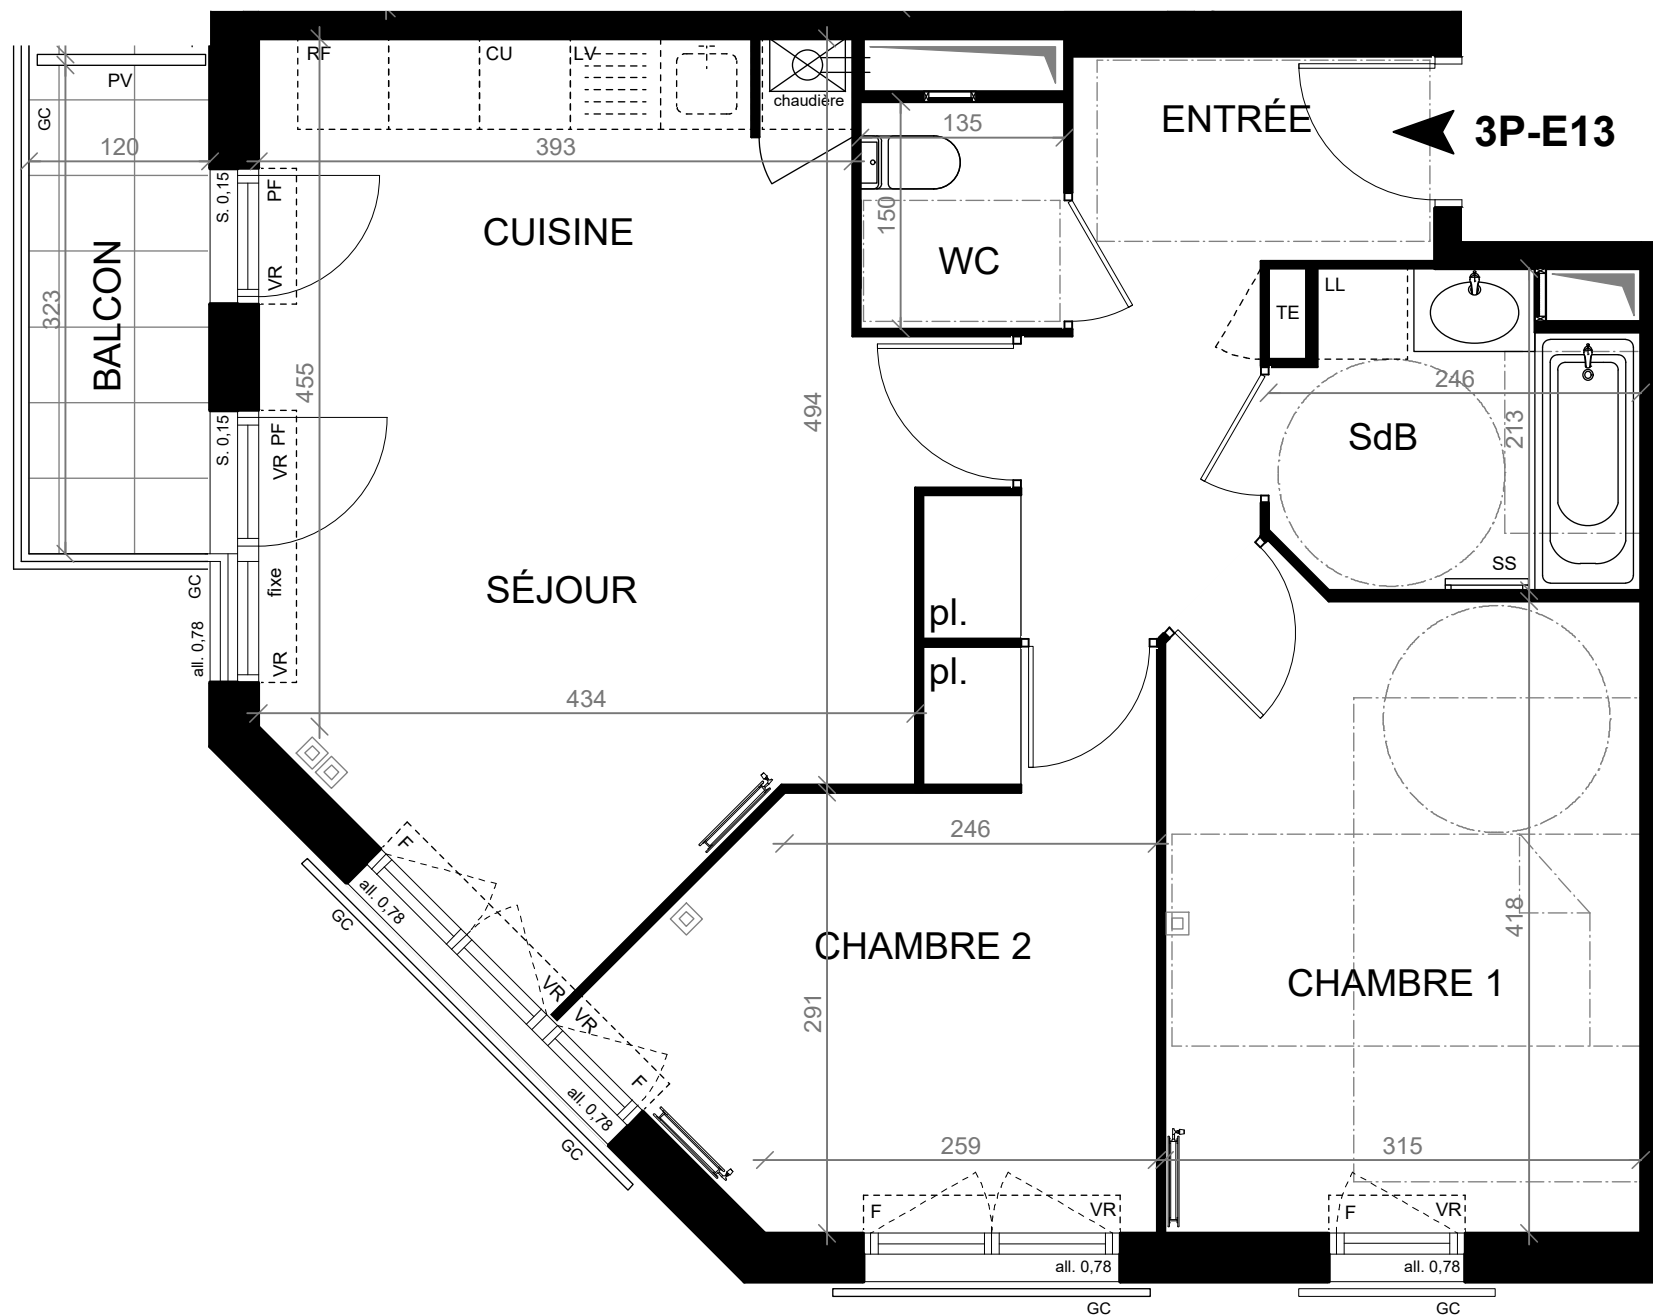 RF
CU
LV
chaudière
PV
GC
120
393
135
ENTRÉE
3P-E13
S. 0,15
PF
VR
CUISINE
150
WC
BALCON
323
455
494
TE
LL
246
213
SdB
S. 0,15
VR PF
fixe
VR
GC
all. 0,78
SÉJOUR
pl.
pl.
SS
434
246
F
all. 0,78
GC
VR
VR
F
all. 0,78
GC
CHAMBRE 2
291
418
CHAMBRE 1
259
315
F
VR
F
VR
all. 0,78
all. 0,78
GC
GC